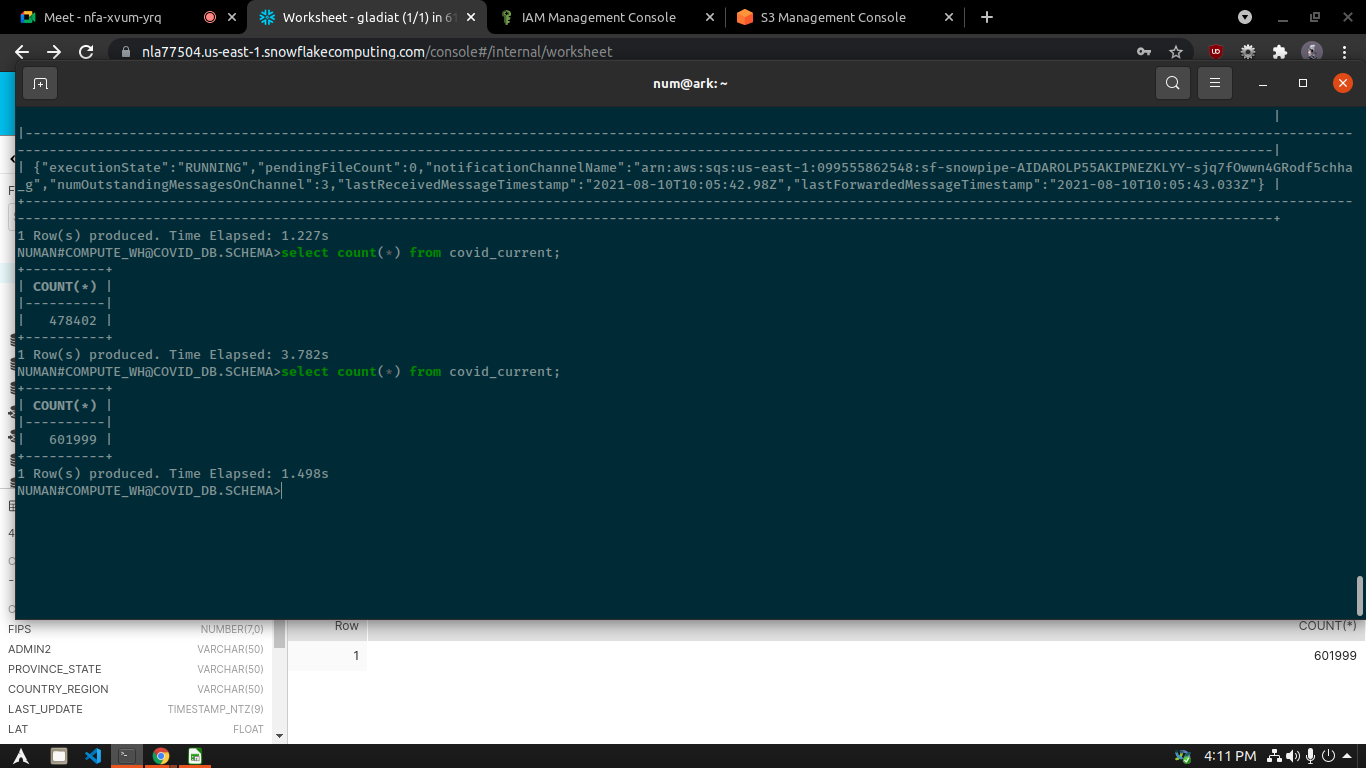 Meet - nfa-xvum-yrq
Worksheet - gladiat (1/1) in 61
IAM Management Console
S3 Management Console
nla77504.us-east-1.snowflakecomputing.com/console#/internal/worksheet
num@ark: ~
|
|----------------------------------------------------------------------------------------------------------------------------------------------------------------------
-------------------------------------------------------------------------------------------------------------------------------------------------------------|
| {"executionState":"RUNNING","pendingFileCount":0,"notificationChannelName":"arn:aws:sqs:us-east-1:099555862548:sf-snowpipe-AIDAROLP55AKIPNEZKLYY-sjq7fOwwn4GRodf5chha
_g","numOutstandingMessagesOnChannel":3,"lastReceivedMessageTimestamp":"2021-08-10T10:05:42.98Z","lastForwardedMessageTimestamp":"2021-08-10T10:05:43.033Z"} |
+----------------------------------------------------------------------------------------------------------------------------------------------------------------------
-------------------------------------------------------------------------------------------------------------------------------------------------------------+
1 Row(s) produced. Time Elapsed: 1.227s
NUMAN#COMPUTE_WH@COVID_DB.SCHEMA>select count(*) from covid_current;
+----------+
| COUNT(*) |
|----------|
|   478402 |
+----------+
1 Row(s) produced. Time Elapsed: 3.782s
NUMAN#COMPUTE_WH@COVID_DB.SCHEMA>select count(*) from covid_current;
+----------+
| COUNT(*) |
|----------|
|   601999 |
+----------+
1 Row(s) produced. Time Elapsed: 1.498s
NUMAN#COMPUTE_WH@COVID_DB.SCHEMA>
FIPS NUMBER(7,0)
ADMIN2 VARCHAR(50)
PROVINCE_STATE VARCHAR(50)
COUNTRY_REGION VARCHAR(50)
LAST_UPDATE TIMESTAMP_NTZ(9)
LAT FLOAT
Row COUNT(*)
1 601999
4:11 PM